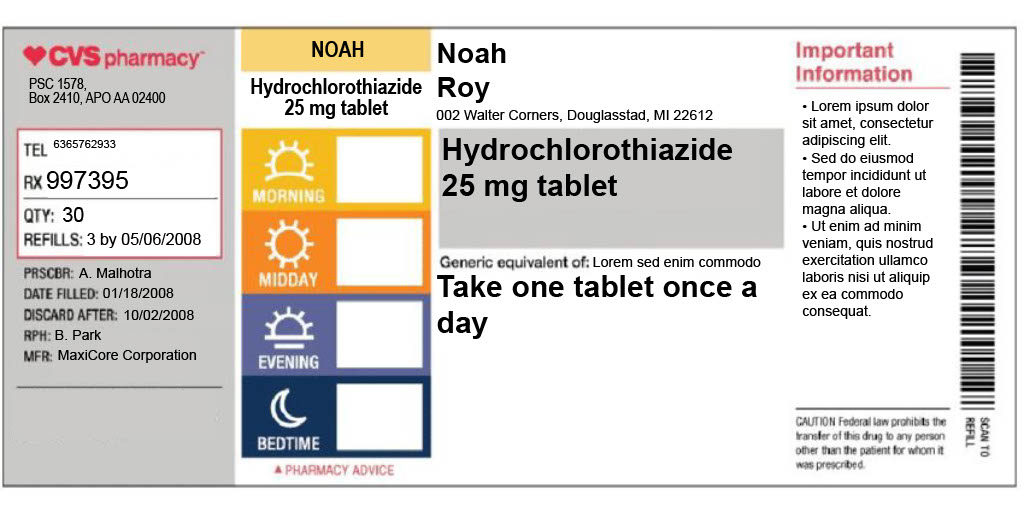 CVS pharmacy
PSC 1578,
Box 2410, APO AA 02400
TEL 6365762933
RX 997395
QTY: 30
REFILLS: 3 by 05/06/2008
PRSCBR: A. Malhotra
DATE FILLED: 01/18/2008
DISCARD AFTER: 10/02/2008
RPH: B. Park
MFR: MaxiCore Corporation
NOAH
Hydrochlorothiazide
25 mg tablet
MORNING
MIDDAY
EVENING
BEDTIME
▲ PHARMACY ADVICE
Noah
Roy
002 Walter Corners, Douglasstad, MI 22612
Hydrochlorothiazide
25 mg tablet
Generic equivalent of: Lorem sed enim commodo
Take one tablet once a
day
Important
Information
• Lorem ipsum dolor
sit amet, consectetur
adipiscing elit.
• Sed do eiusmod
tempor incididunt ut
labore et dolore
magna aliqua.
• Ut enim ad minim
veniam, quis nostrud
exercitation ullamco
laboris nisi ut aliquip
ex ea commodo
consequat.
CAUTION Federal law prohibits the
transfer of this drug to any person
other than the patient for whom it
was prescribed.
SCAN TO
REFILL